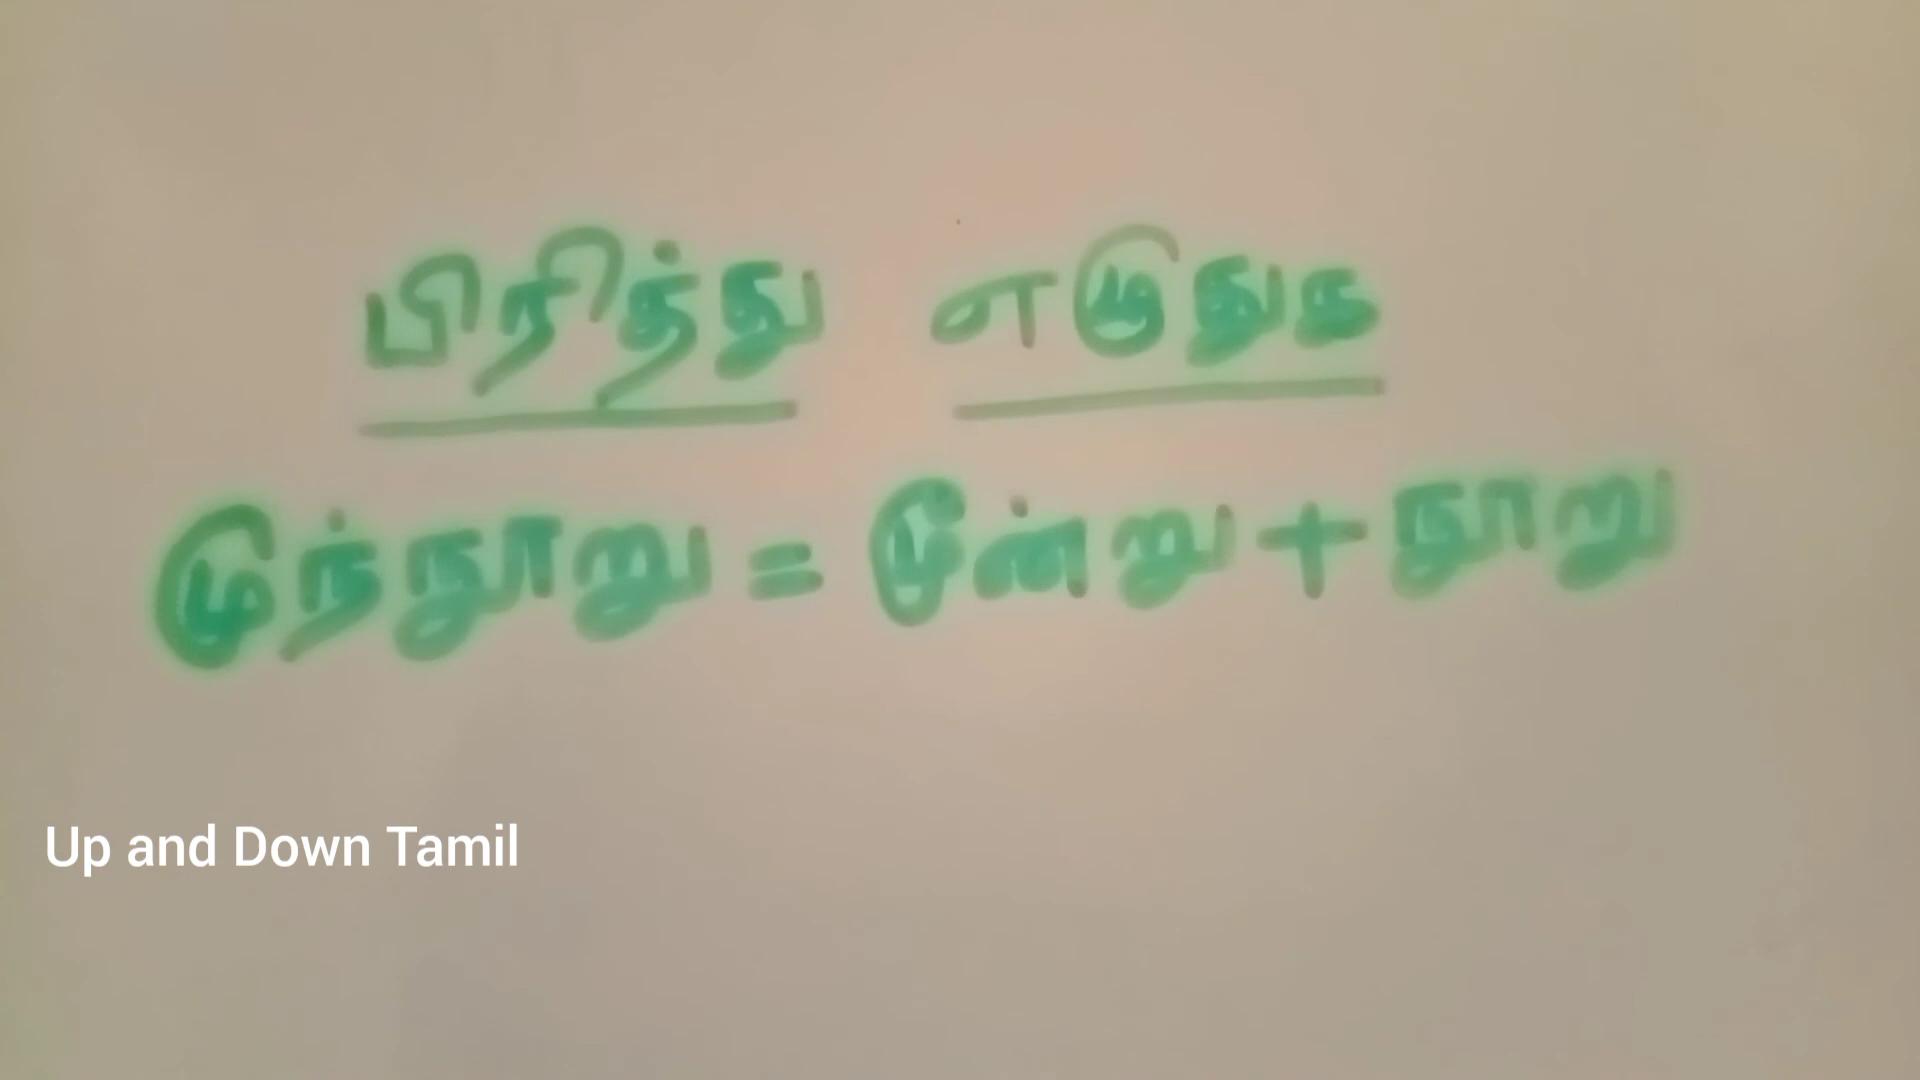 பிரித்து எழுதுக
முந்நூறு = மூன்று + நூறு
Up and Down Tamil